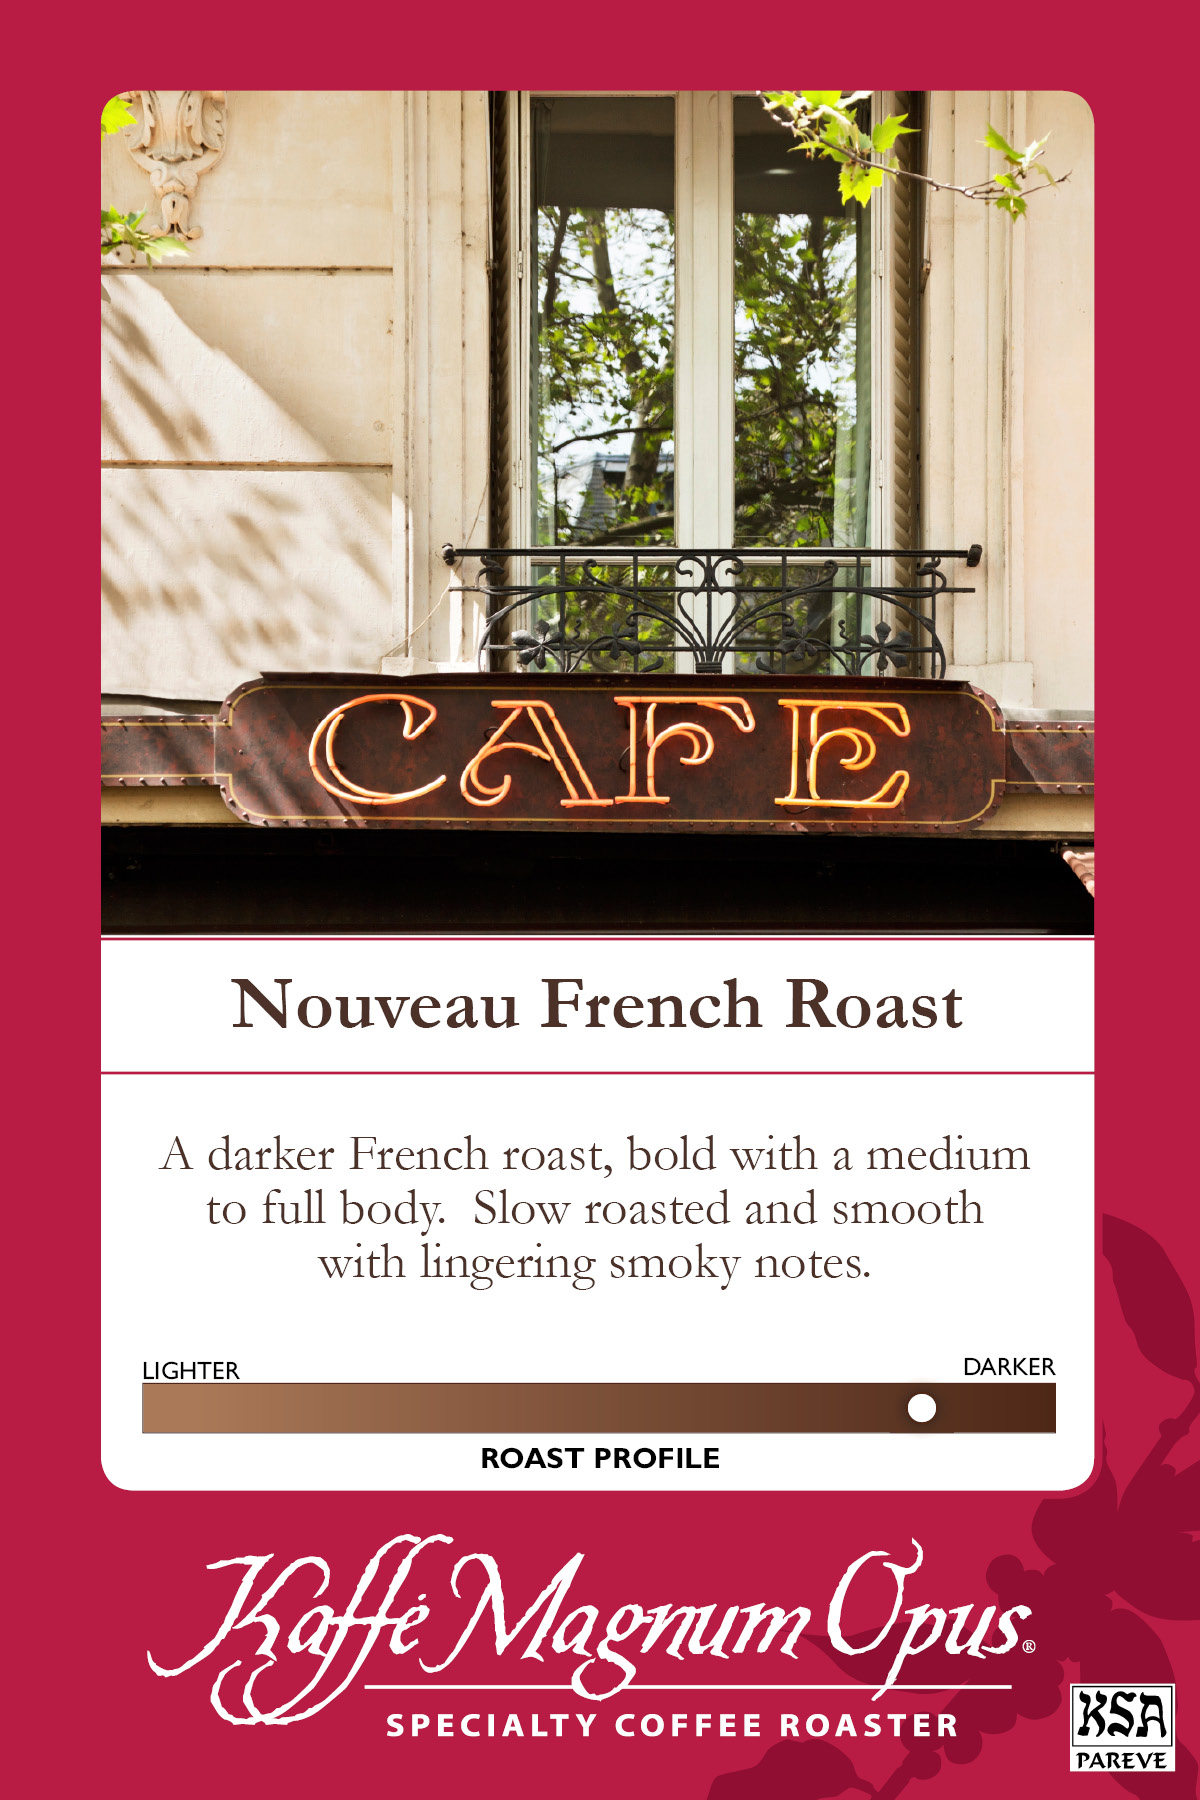 CAFE
Nouveau French Roast
A darker French roast, bold with a medium
to full body.  Slow roasted and smooth
with lingering smoky notes.
LIGHTER
DARKER
ROAST PROFILE
Kaffé Magnum Opus®
SPECIALTY COFFEE ROASTER
KSA
PAREVE